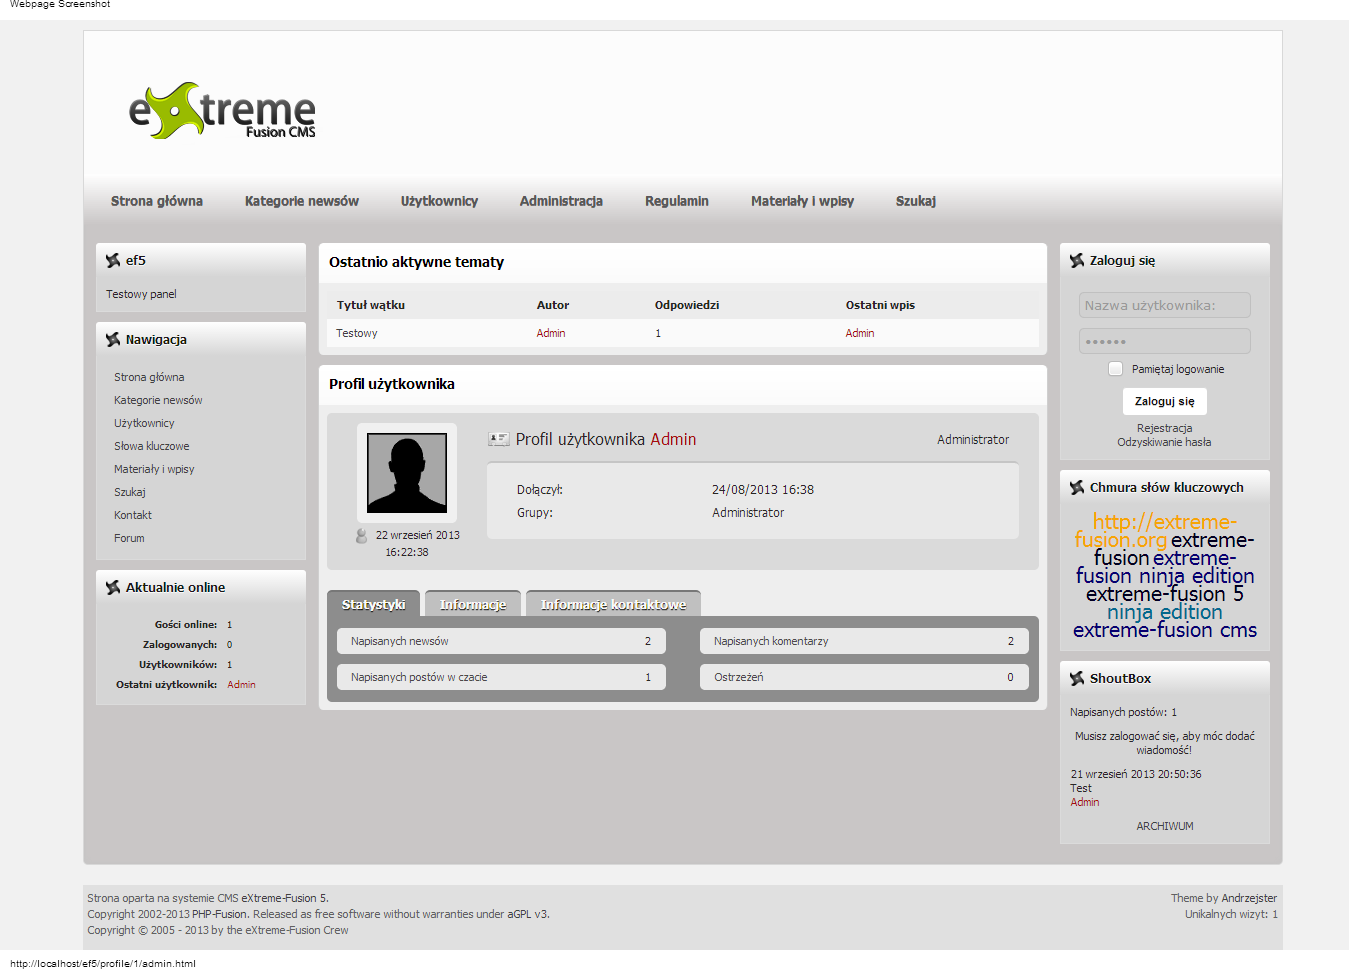 Webpage Screenshot
eXtreme
Fusion CMS
Strona główna Kategorie newsów Użytkownicy Administracja Regulamin Materiały i wpisy Szukaj
ef5
Testowy panel
Nawigacja
Strona główna
Kategorie newsów
Użytkownicy
Słowa kluczowe
Materiały i wpisy
Szukaj
Kontakt
Forum
Aktualnie online
Gości online: 1
Zalogowanych: 0
Użytkowników: 1
Ostatni użytkownik: Admin
Ostatnio aktywne tematy
Tytuł wątku Autor Odpowiedzi Ostatni wpis
Testowy Admin 1 Admin
Profil użytkownika
Profil użytkownika Admin Administrator
Dołączył: 24/08/2013 16:38
Grupy: Administrator
22 wrzesień 2013
16:22:38
Statystyki Informacje Informacje kontaktowe
Napisanych newsów 2 Napisanych komentarzy 2
Napisanych postów w czacie 1 Ostrzeżeń 0
Zaloguj się
Nazwa użytkownika:
••••••
Pamiętaj logowanie
Zaloguj się
Rejestracja
Odzyskiwanie hasła
Chmura słów kluczowych
http://extreme-
fusion.org extreme-
fusion extreme-
fusion ninja edition
extreme-fusion 5
ninja edition
extreme-fusion cms
ShoutBox
Napisanych postów: 1
Musisz zalogować się, aby móc dodać
wiadomość!
21 wrzesień 2013 20:50:36
Test
Admin
ARCHIWUM
Strona oparta na systemie CMS eXtreme-Fusion 5.
Copyright 2002-2013 PHP-Fusion. Released as free software without warranties under aGPL v3.
Copyright © 2005 - 2013 by the eXtreme-Fusion Crew
Theme by Andrzejster
Unikalnych wizyt: 1
http://localhost/ef5/profile/1/admin.html